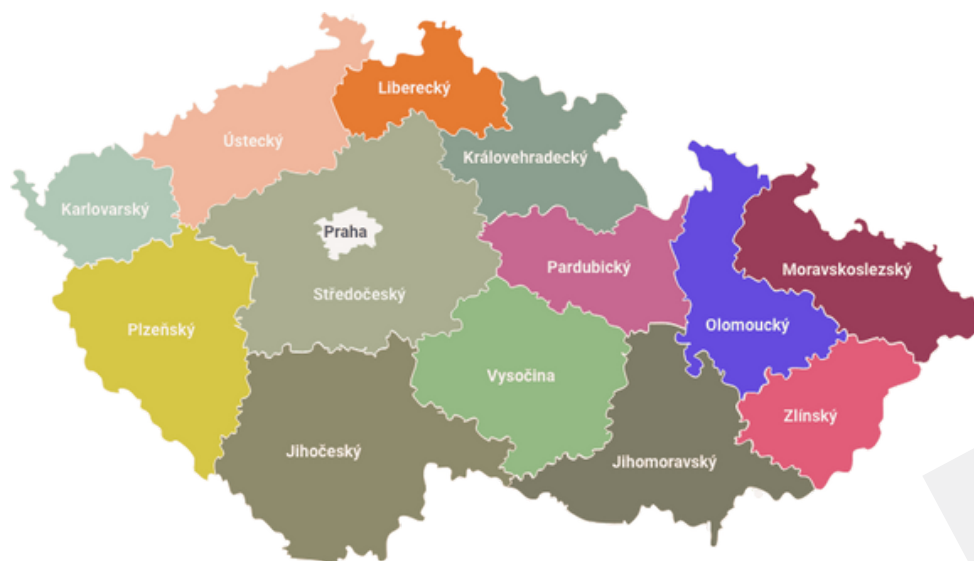 Liberecký
Ústecký
Královehradecký
Karlovarský
Praha
Pardubický
Moravskoslezský
Středočeský
Plzeňský
Olomoucký
Vysočina
Zlínský
Jihočeský
Jihomoravský